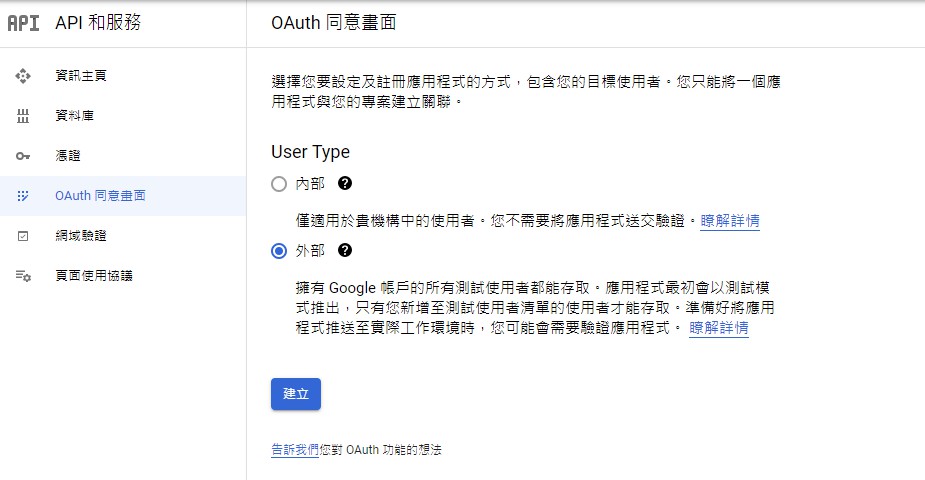 API API 和服務
OAuth 同意畫面
資訊主頁
資料庫
憑證
OAuth 同意畫面
網域驗證
頁面使用協議
選擇您要設定及註冊應用程式的方式，包含您的目標使用者。您只能將一個應
用程式與您的專案建立關聯。
User Type
內部
僅適用於貴機構中的使用者。您不需要將應用程式送交驗證。瞭解詳情
外部
擁有 Google 帳戶的所有測試使用者都能存取。應用程式最初會以測試模
式推出，只有您新增至測試使用者清單的使用者才能存取。準備好將應用
程式推送至實際工作環境時，您可能會需要驗證應用程式。 瞭解詳情
建立
告訴我們您對 OAuth 功能的想法